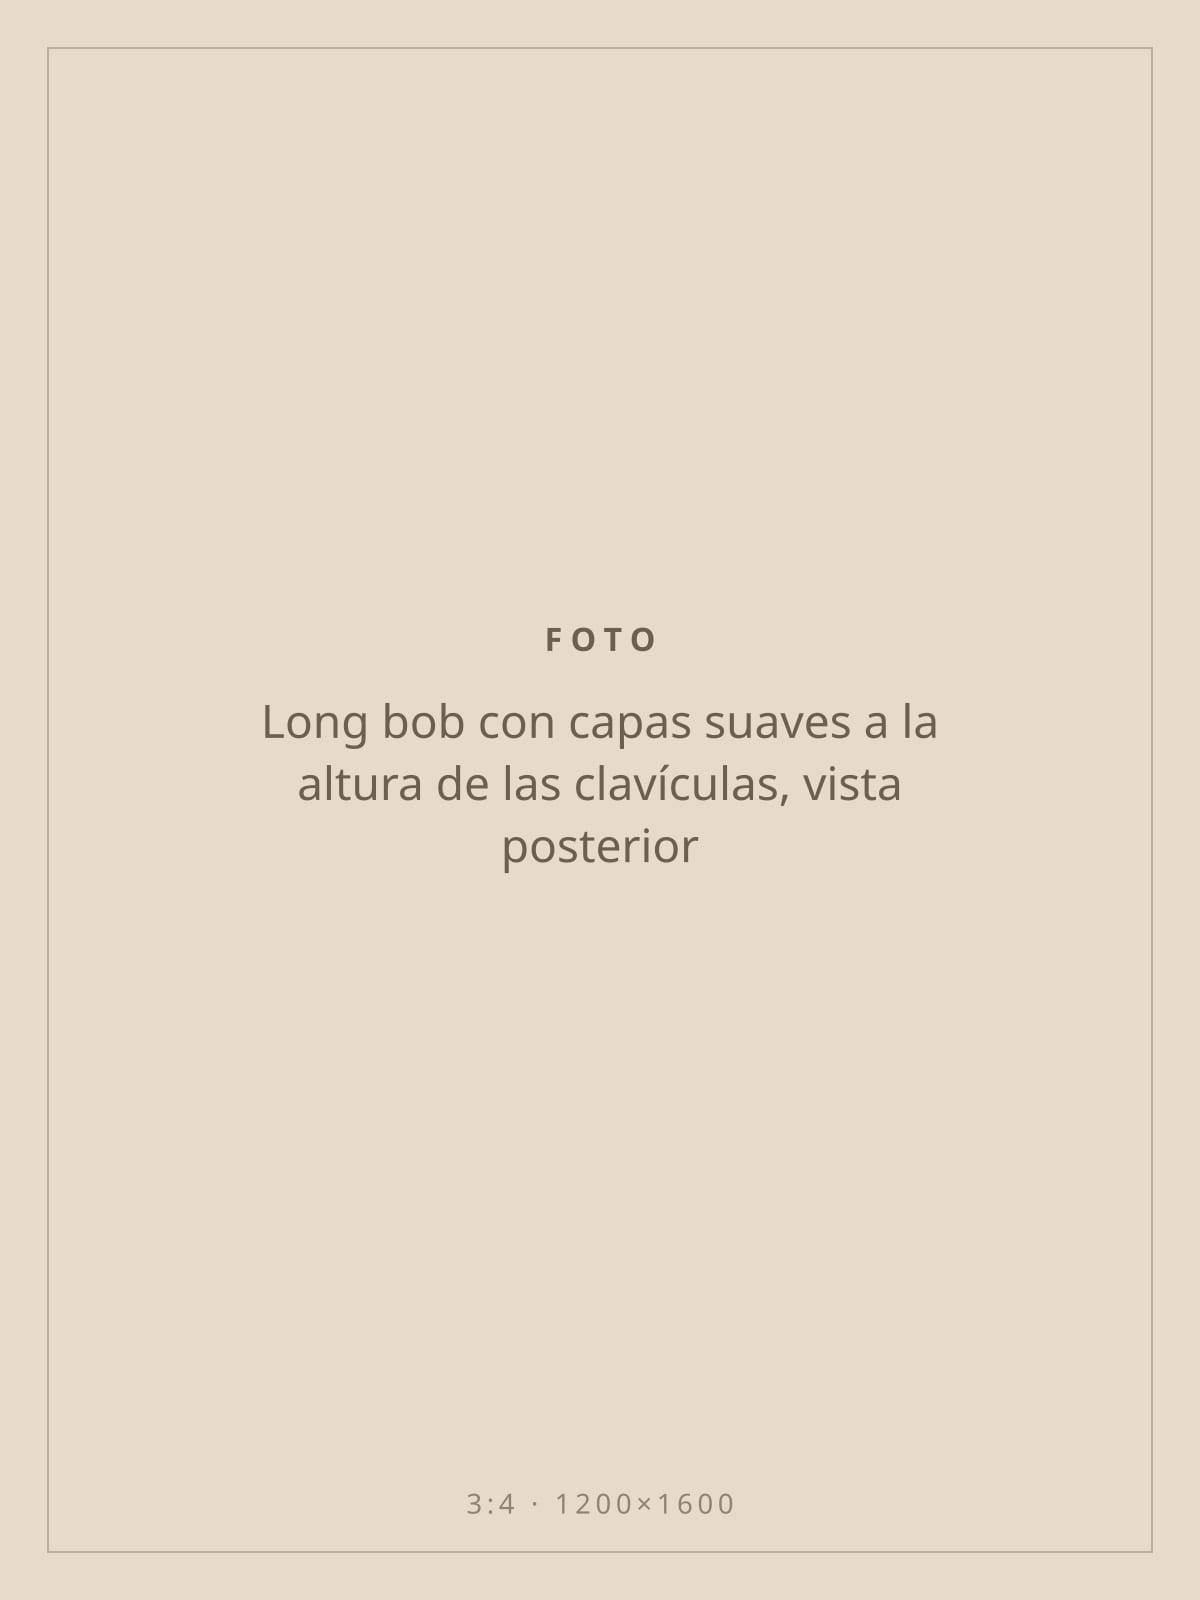 FOTO
Long bob con capas suaves a la
altura de las clavículas, vista
posterior
3:4 · 1200×1600